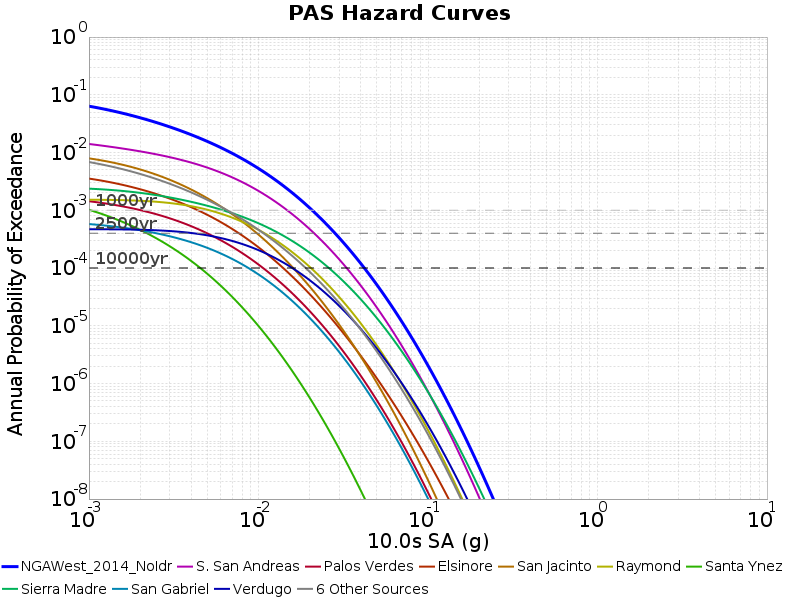 PAS Hazard Curves
Annual Probability of Exceedance
10^0
10^-1
10^-2
10^-3
10^-4
10^-5
10^-6
10^-7
10^-8
1000yr
2500yr
10000yr
10^-3 10^-2 10^-1 10^0 10^1
10.0s SA (g)
NGAWest_2014_NoIdr S. San Andreas Palos Verdes Elsinore San Jacinto Raymond Santa Ynez
Sierra Madre San Gabriel Verdugo 6 Other Sources